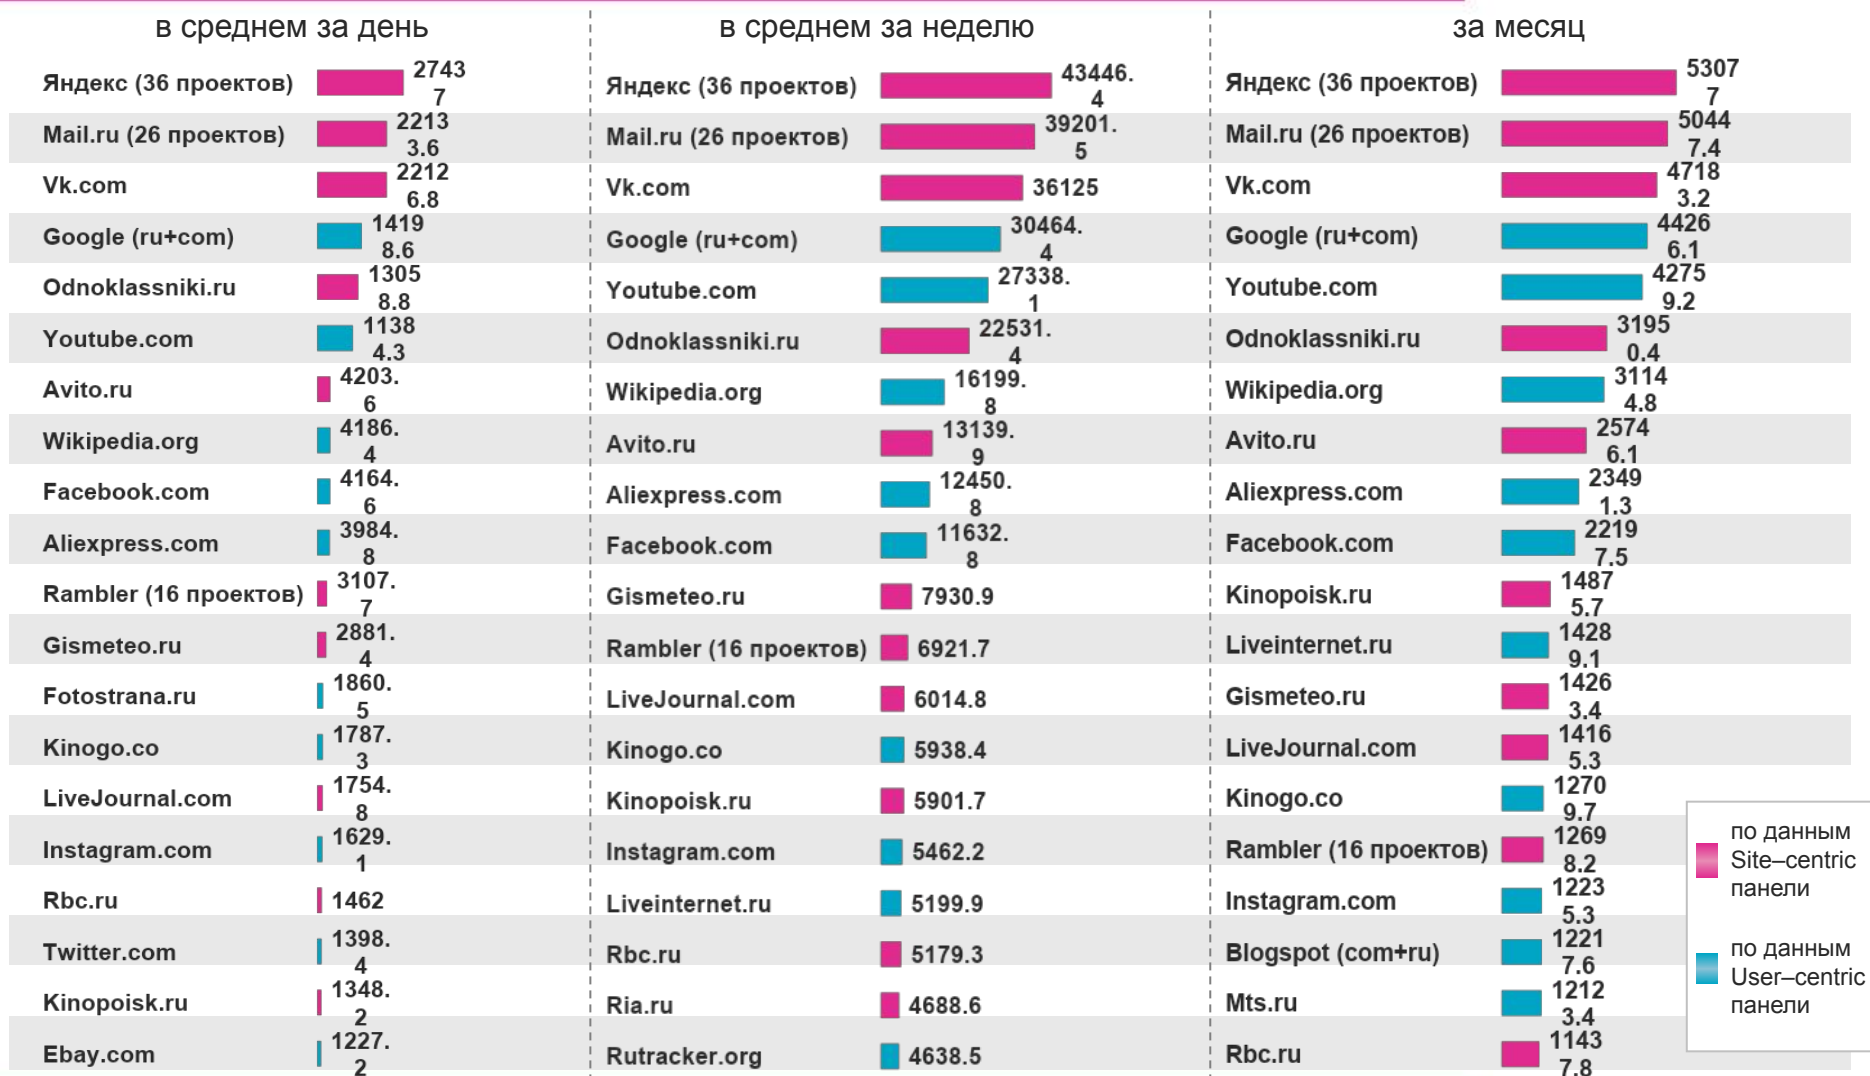 в среднем за день
Яндекс (36 проектов)
2743
7
Mail.ru (26 проектов)
2213
3.6
Vk.com
2212
6.8
Google (ru+com)
1419
8.6
Odnoklassniki.ru
1305
8.8
Youtube.com
1138
4.3
Avito.ru
4203.
6
Wikipedia.org
4186.
4
Facebook.com
4164.
6
Aliexpress.com
3984.
8
Rambler (16 проектов)
3107.
7
Gismeteo.ru
2881.
4
Fotostrana.ru
1860.
5
Kinogo.co
1787.
3
LiveJournal.com
1754.
8
Instagram.com
1629.
1
Rbc.ru
1462
Twitter.com
1398.
4
Kinopoisk.ru
1348.
2
Ebay.com
1227.
2
в среднем за неделю
Яндекс (36 проектов)
43446.
4
Mail.ru (26 проектов)
39201.
5
Vk.com
36125
Google (ru+com)
30464.
4
Youtube.com
27338.
1
Odnoklassniki.ru
22531.
4
Wikipedia.org
16199.
8
Avito.ru
13139.
9
Aliexpress.com
12450.
8
Facebook.com
11632.
8
Gismeteo.ru
7930.9
Rambler (16 проектов)
6921.7
LiveJournal.com
6014.8
Kinogo.co
5938.4
Kinopoisk.ru
5901.7
Instagram.com
5462.2
Liveinternet.ru
5199.9
Rbc.ru
5179.3
Ria.ru
4688.6
Rutracker.org
4638.5
за месяц
Яндекс (36 проектов)
5307
7
Mail.ru (26 проектов)
5044
7.4
Vk.com
4718
3.2
Google (ru+com)
4426
6.1
Youtube.com
4275
9.2
Odnoklassniki.ru
3195
0.4
Wikipedia.org
3114
4.8
Avito.ru
2574
6.1
Aliexpress.com
2349
1.3
Facebook.com
2219
7.5
Kinopoisk.ru
1487
5.7
Liveinternet.ru
1428
9.1
Gismeteo.ru
1426
3.4
LiveJournal.com
1416
5.3
Kinogo.co
1270
9.7
Rambler (16 проектов)
1269
8.2
Instagram.com
1223
5.3
Blogspot (com+ru)
1221
7.6
Mts.ru
1212
3.4
Rbc.ru
1143
7.8
по данным
Site–centric
панели
по данным
User–centric
панели